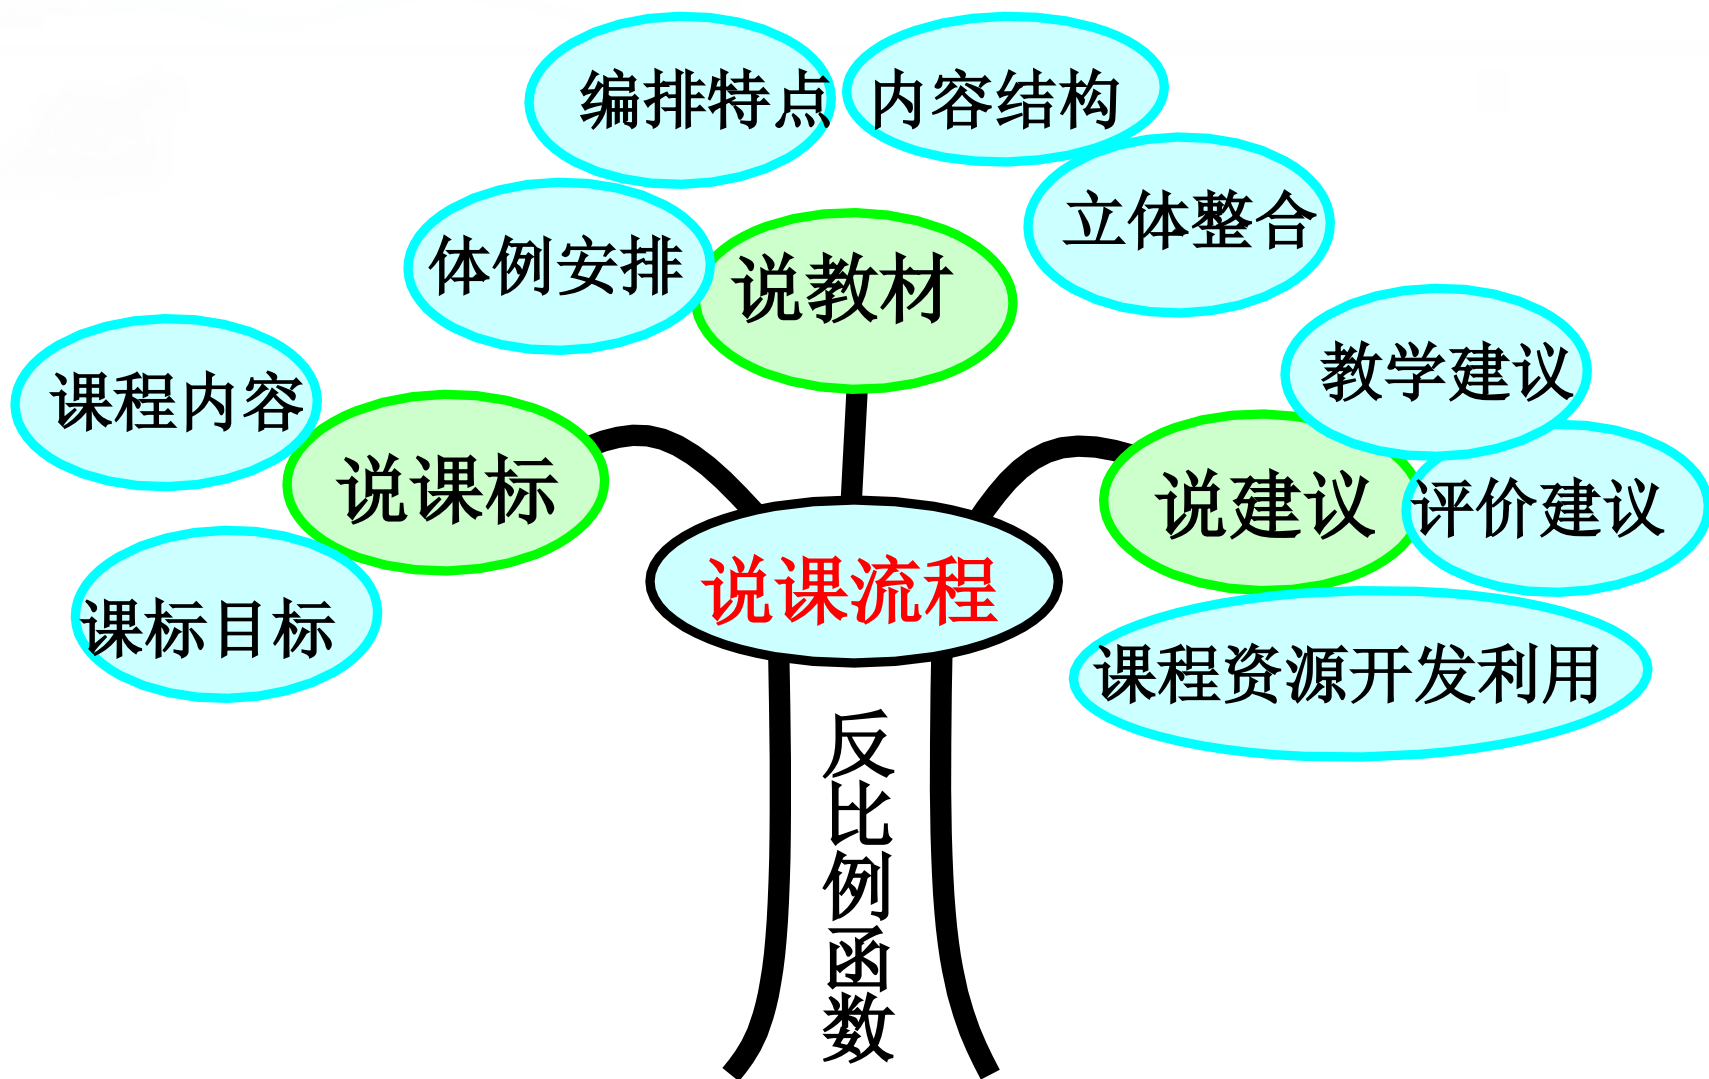 编排特点
内容结构
立体整合
体例安排
说教材
教学建议
课程内容
说课标
说建议
评价建议
说课流程
课标目标
课程资源开发利用
反比例函数